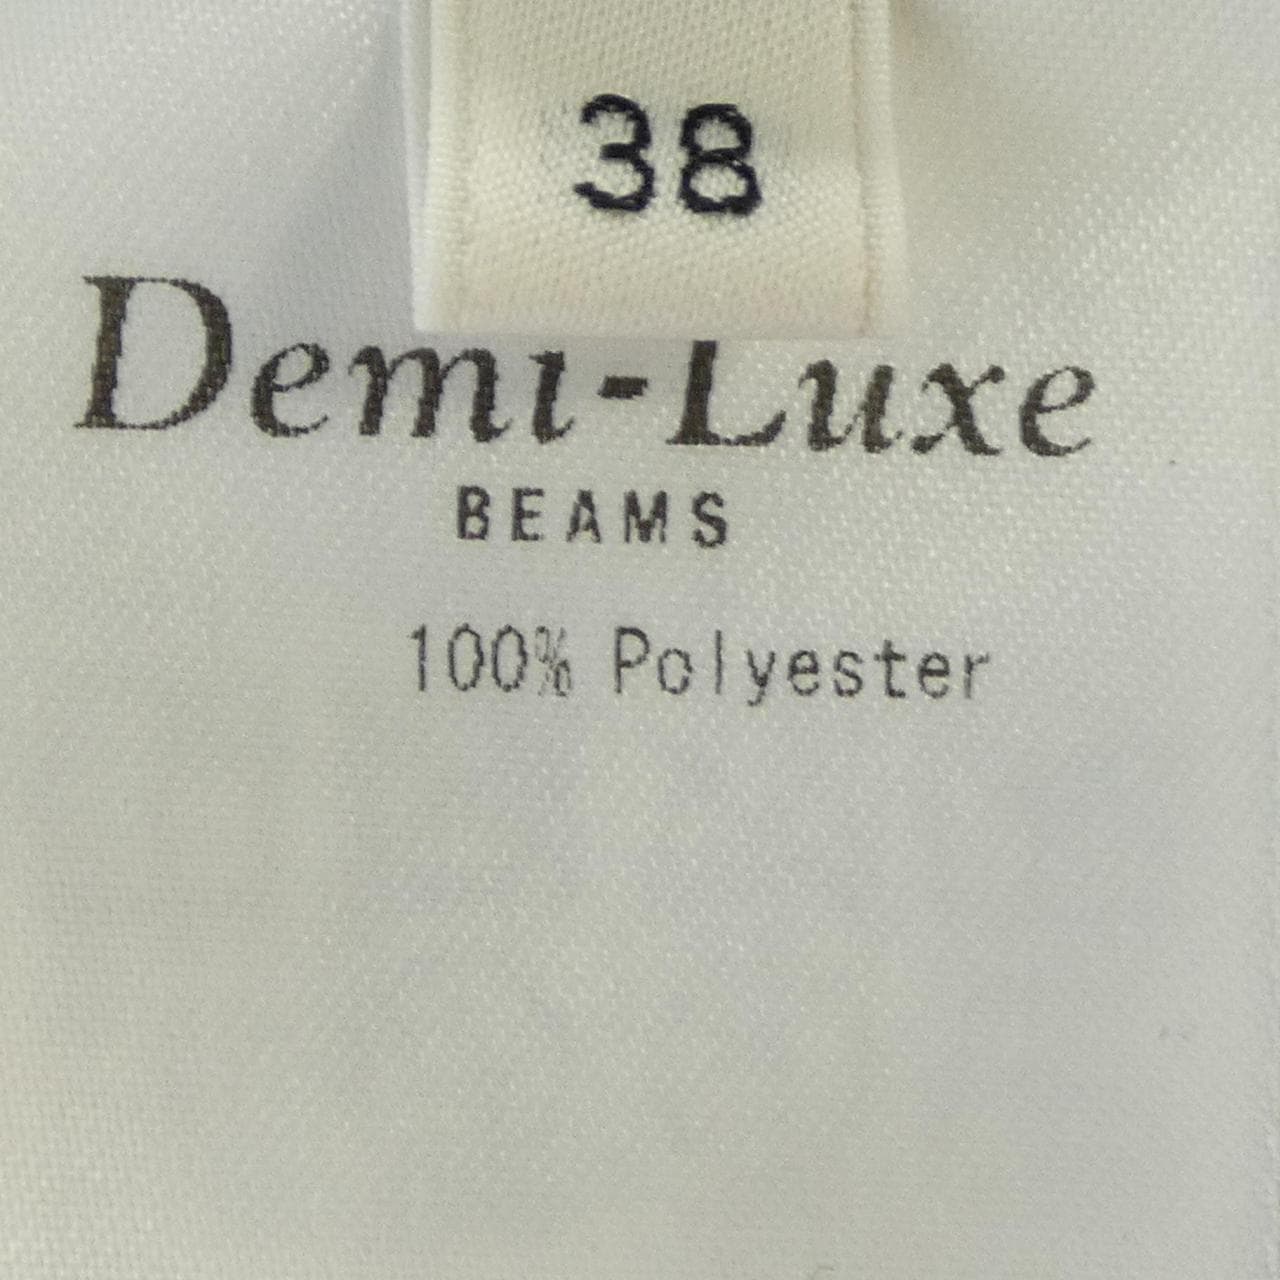 38
Demi-Luxe
BEAMS
100% Polyester